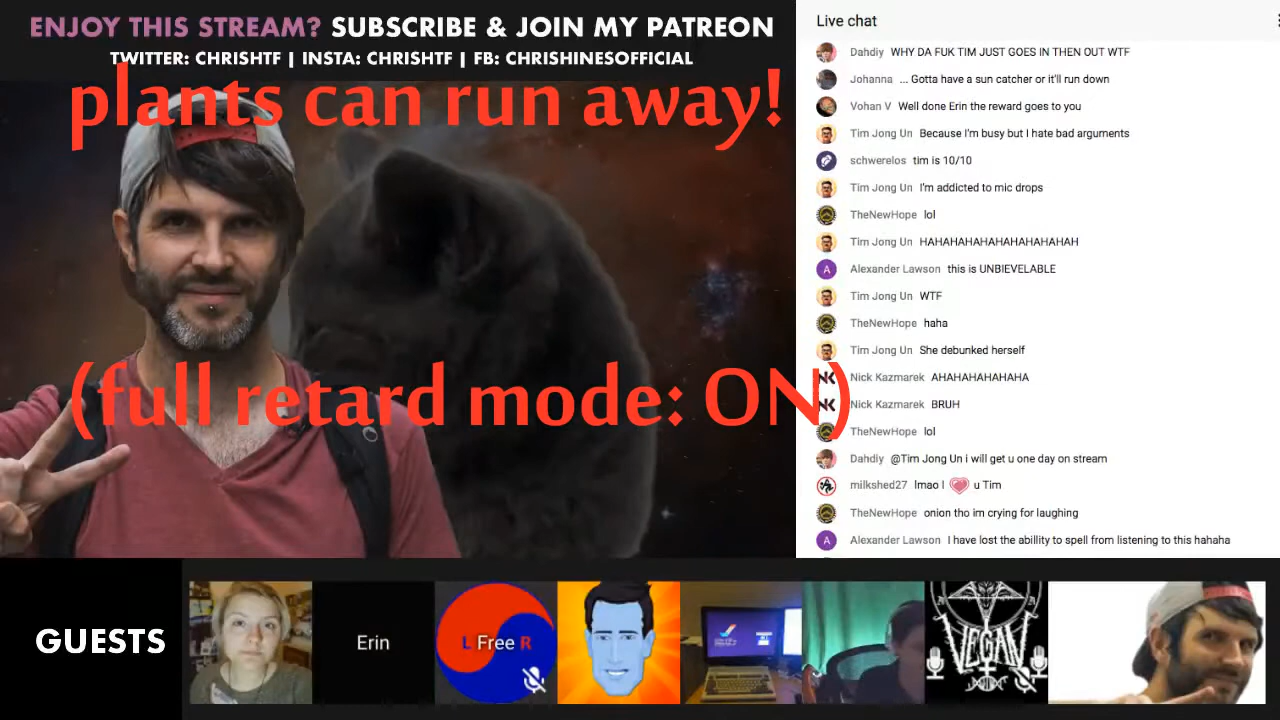 ENJOY THIS STREAM? SUBSCRIBE & JOIN MY PATREON
TWITTER: CHRISHTF | INSTA: CHRISHTF | FB: CHRISHINESOFFICIAL
plants can run away!
(full retard mode: ON)
Live chat
Dahdiy WHY DA FUK TIM JUST GOES IN THEN OUT WTF
Johanna ... Gotta have a sun catcher or it'll run down
Vohan V Well done Erin the reward goes to you
Tim Jong Un Because I'm busy but I hate bad arguments
schwerelos tim is 10/10
Tim Jong Un I'm addicted to mic drops
TheNewHope lol
Tim Jong Un HAHAHAHAHAHAHAHAHAH
A Alexander Lawson this is UNBIEVELABLE
Tim Jong Un WTF
TheNewHope haha
Tim Jong Un She debunked herself
NK Nick Kazmarek AHAHAHAHAHAHA
NK Nick Kazmarek BRUH
TheNewHope lol
Dahdiy @Tim Jong Un i will get u one day on stream
milkshed27 lmao I 💗 u Tim
TheNewHope onion tho im crying for laughing
A Alexander Lawson I have lost the abillity to spell from listening to this hahaha
GUESTS
Erin
L Free R
VEGAN